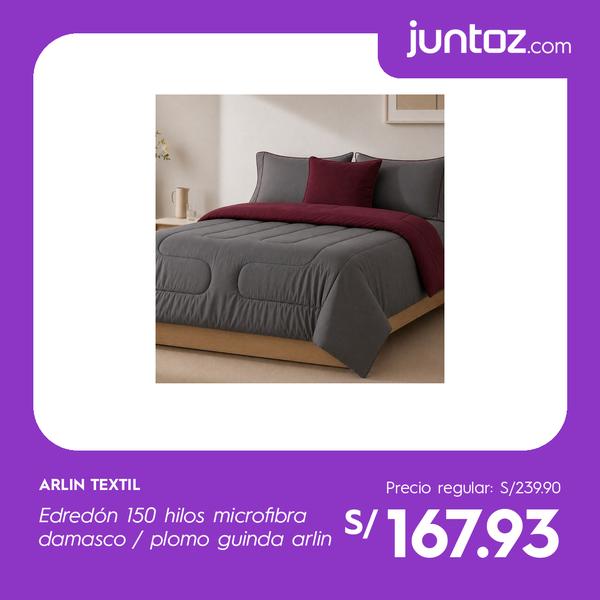 juntoz.com
ARLIN TEXTIL
Edredón 150 hilos microfibra
damasco / plomo guinda arlin
Precio regular: S/239.90
S/167.93